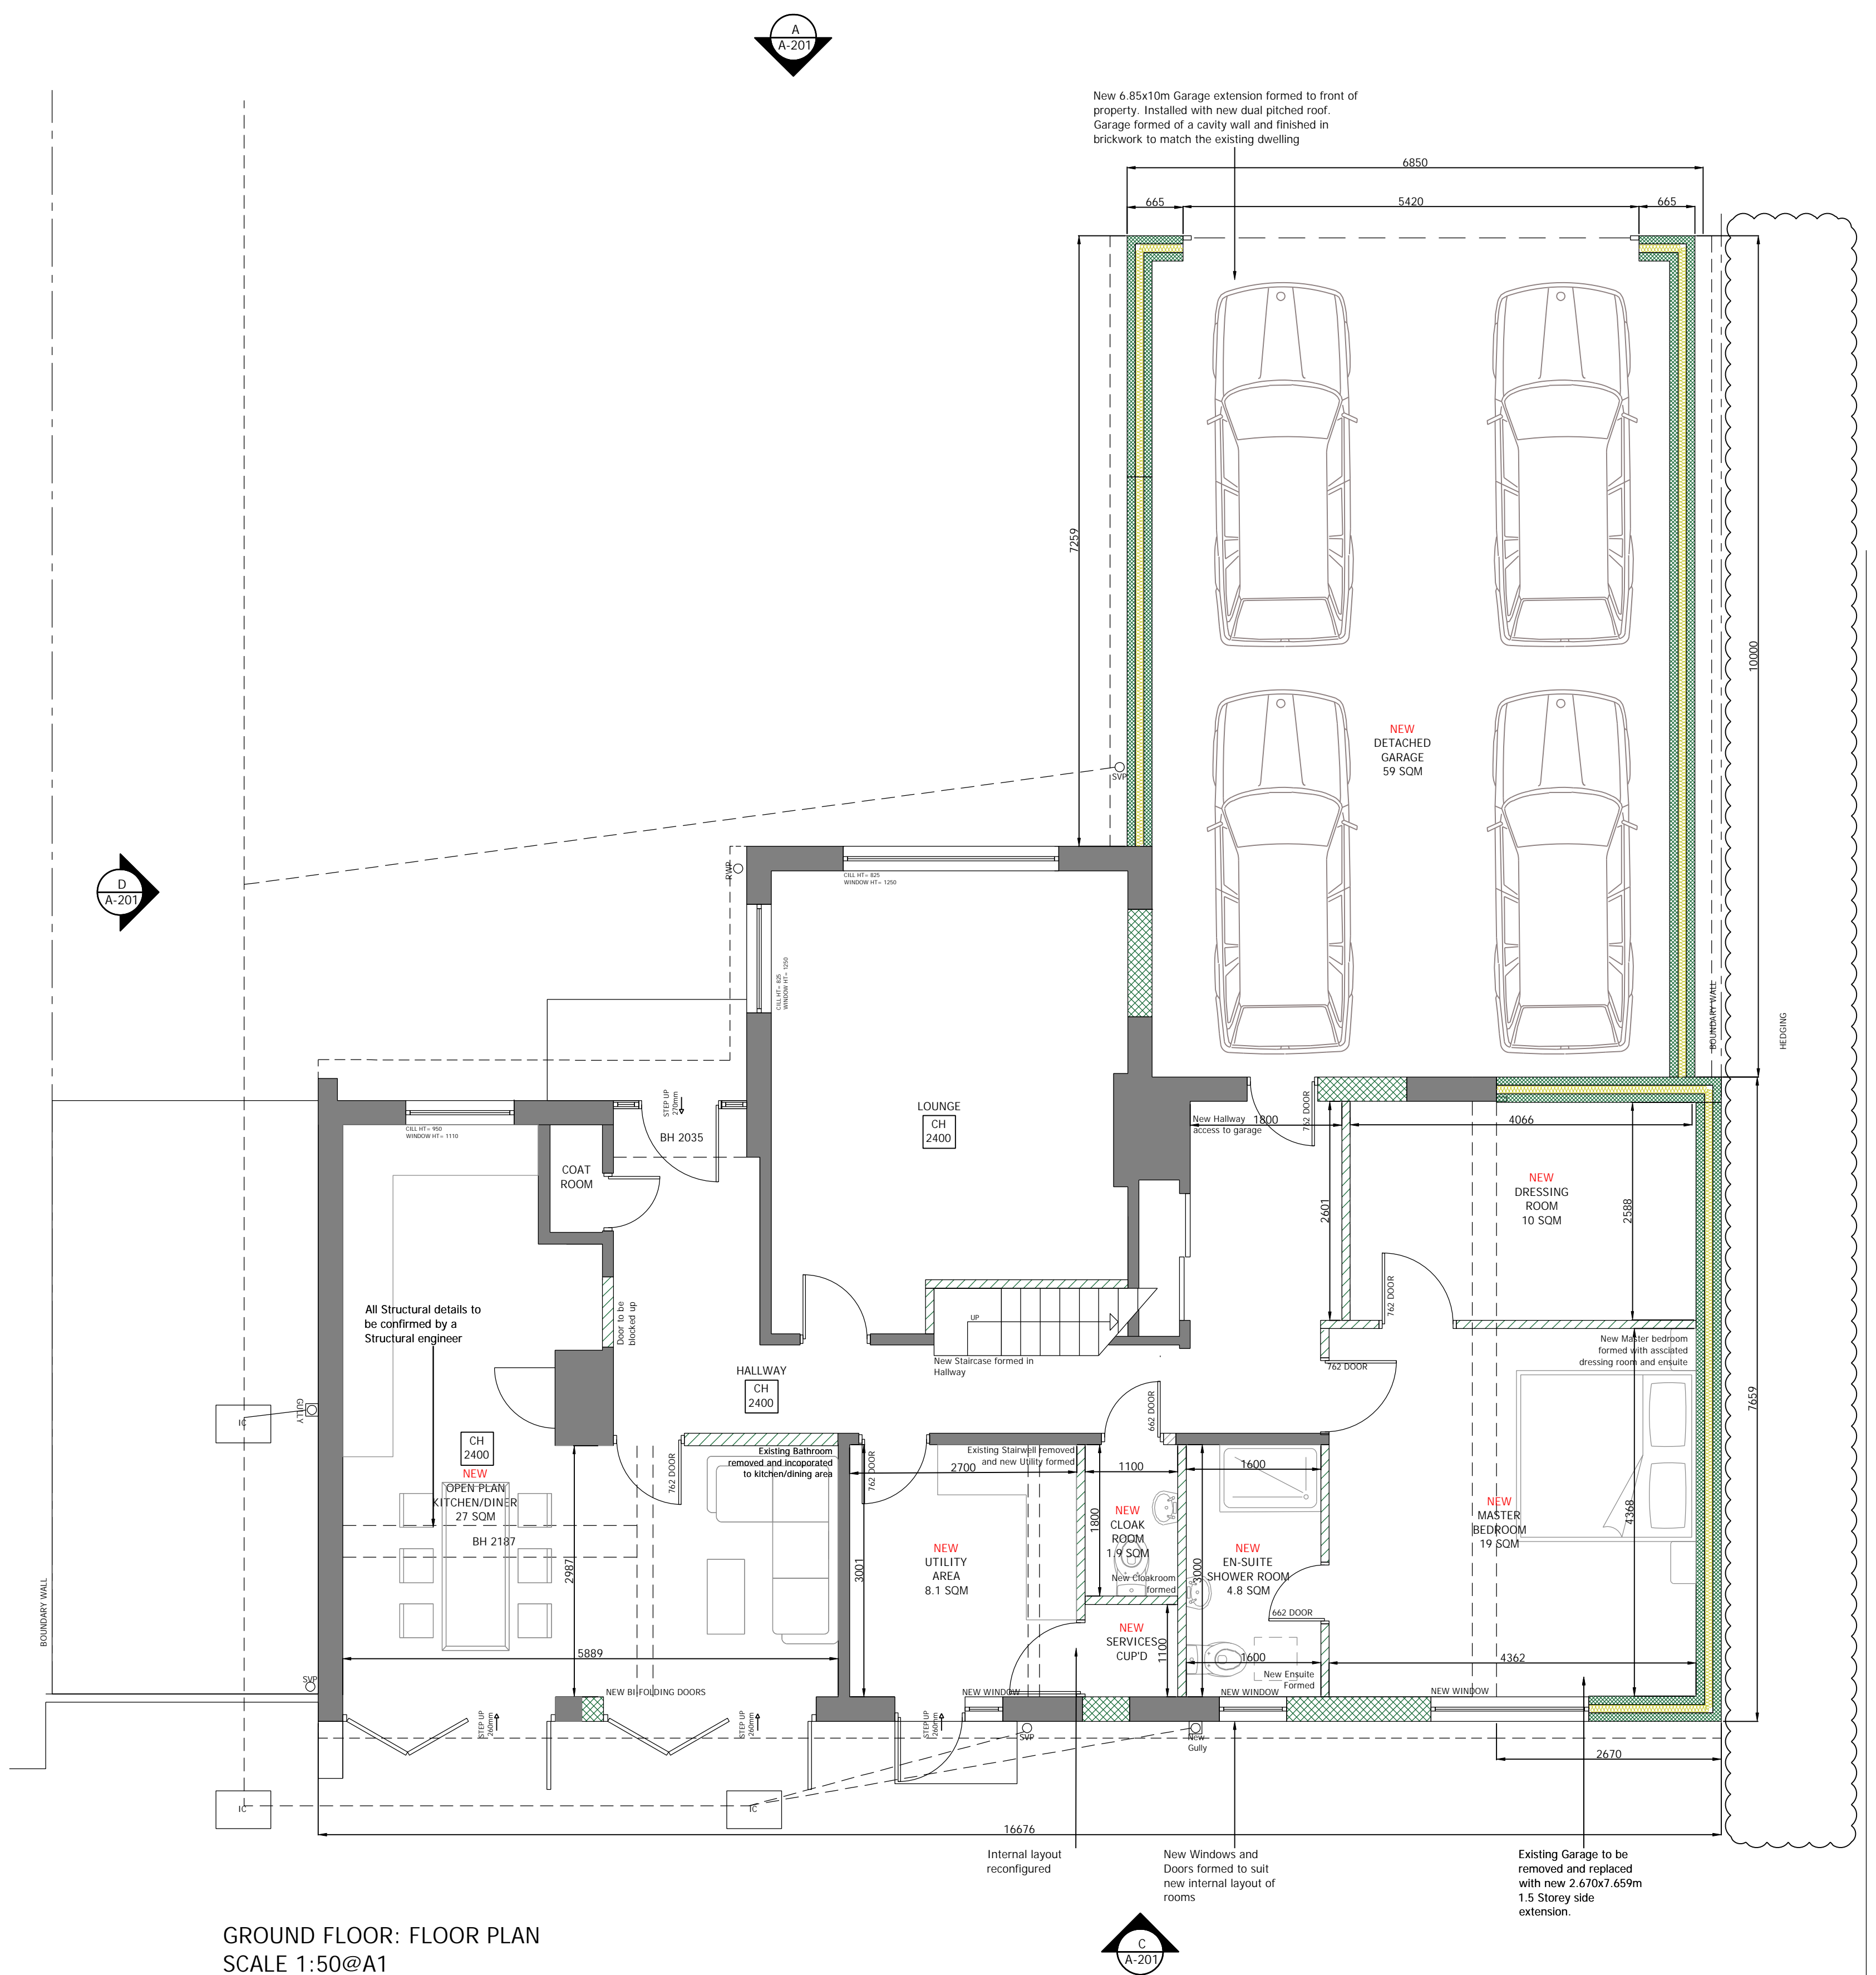 A
A-201
New 6.85x10m Garage extension formed to front of
property. Installed with new dual pitched roof.
Garage formed of a cavity wall and finished in
brickwork to match the existing dwelling
6850
665
5420
665
7259
10000
NEW
DETACHED
GARAGE
59 SQM
SVP
D
A-201
RWP
CILL HT= 825
WINDOW HT= 1250
CILL HT= 825
WINDOW HT= 1250
BOUNDARY WALL
HEDGING
LOUNGE
CH
2400
STEP UP
270mm
BH 2035
CILL HT= 950
WINDOW HT= 1110
COAT
ROOM
New Hallway
access to garage
1800
762 DOOR
4066
NEW
DRESSING
ROOM
10 SQM
2601
2588
762 DOOR
All Structural details to
be confirmed by a
Structural engineer
Door to be
blocked up
UP
New Staircase formed in
Hallway
HALLWAY
CH
2400
762 DOOR
New Master bedroom
formed with assciated
dressing room and ensuite
7659
GULLY
IC
662 DOOR
CH
2400
NEW
OPEN PLAN
KITCHEN/DINER
27 SQM
BH 2187
762 DOOR
Existing Bathroom
removed and incoporated
to kitchen/dining area
762 DOOR
Existing Stairwell removed
and new Utility formed
2700
1100
1600
1800
NEW
CLOAK
ROOM
1.9 SQM
New Cloakroom
formed
NEW
MASTER
BEDROOM
19 SQM
4368
2987
3001
NEW
UTILITY
AREA
8.1 SQM
3000
NEW
EN-SUITE
SHOWER ROOM
4.8 SQM
662 DOOR
BOUNDARY WALL
NEW
SERVICES
CUP'D
1100
5889
1600
New Ensuite
Formed
4362
SVP
NEW BI-FOLDING DOORS
NEW WINDOW
NEW WINDOW
NEW WINDOW
STEP UP
260mm
STEP UP
260mm
STEP UP
260mm
SVP
New
Gully
2670
IC
IC
16676
Internal layout
reconfigured
New Windows and
Doors formed to suit
new internal layout of
rooms
Existing Garage to be
removed and replaced
with new 2.670x7.659m
1.5 Storey side
extension.
GROUND FLOOR: FLOOR PLAN
SCALE 1:50@A1
C
A-201